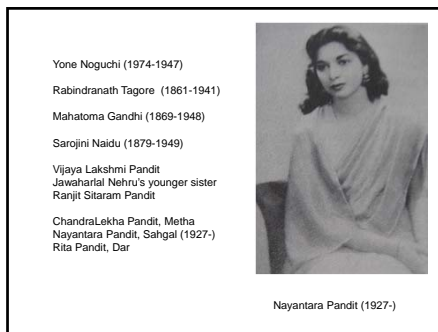 Yone Noguchi (1974-1947)
Rabindranath Tagore (1861-1941)
Mahatoma Gandhi (1869-1948)
Sarojini Naidu (1879-1949)
Vijaya Lakshmi Pandit
Jawaharlal Nehru's younger sister
Ranjit Sitaram Pandit
ChandraLekha Pandit, Metha
Nayantara Pandit, Sahgal (1927-)
Rita Pandit, Dar
Nayantara Pandit (1927-)